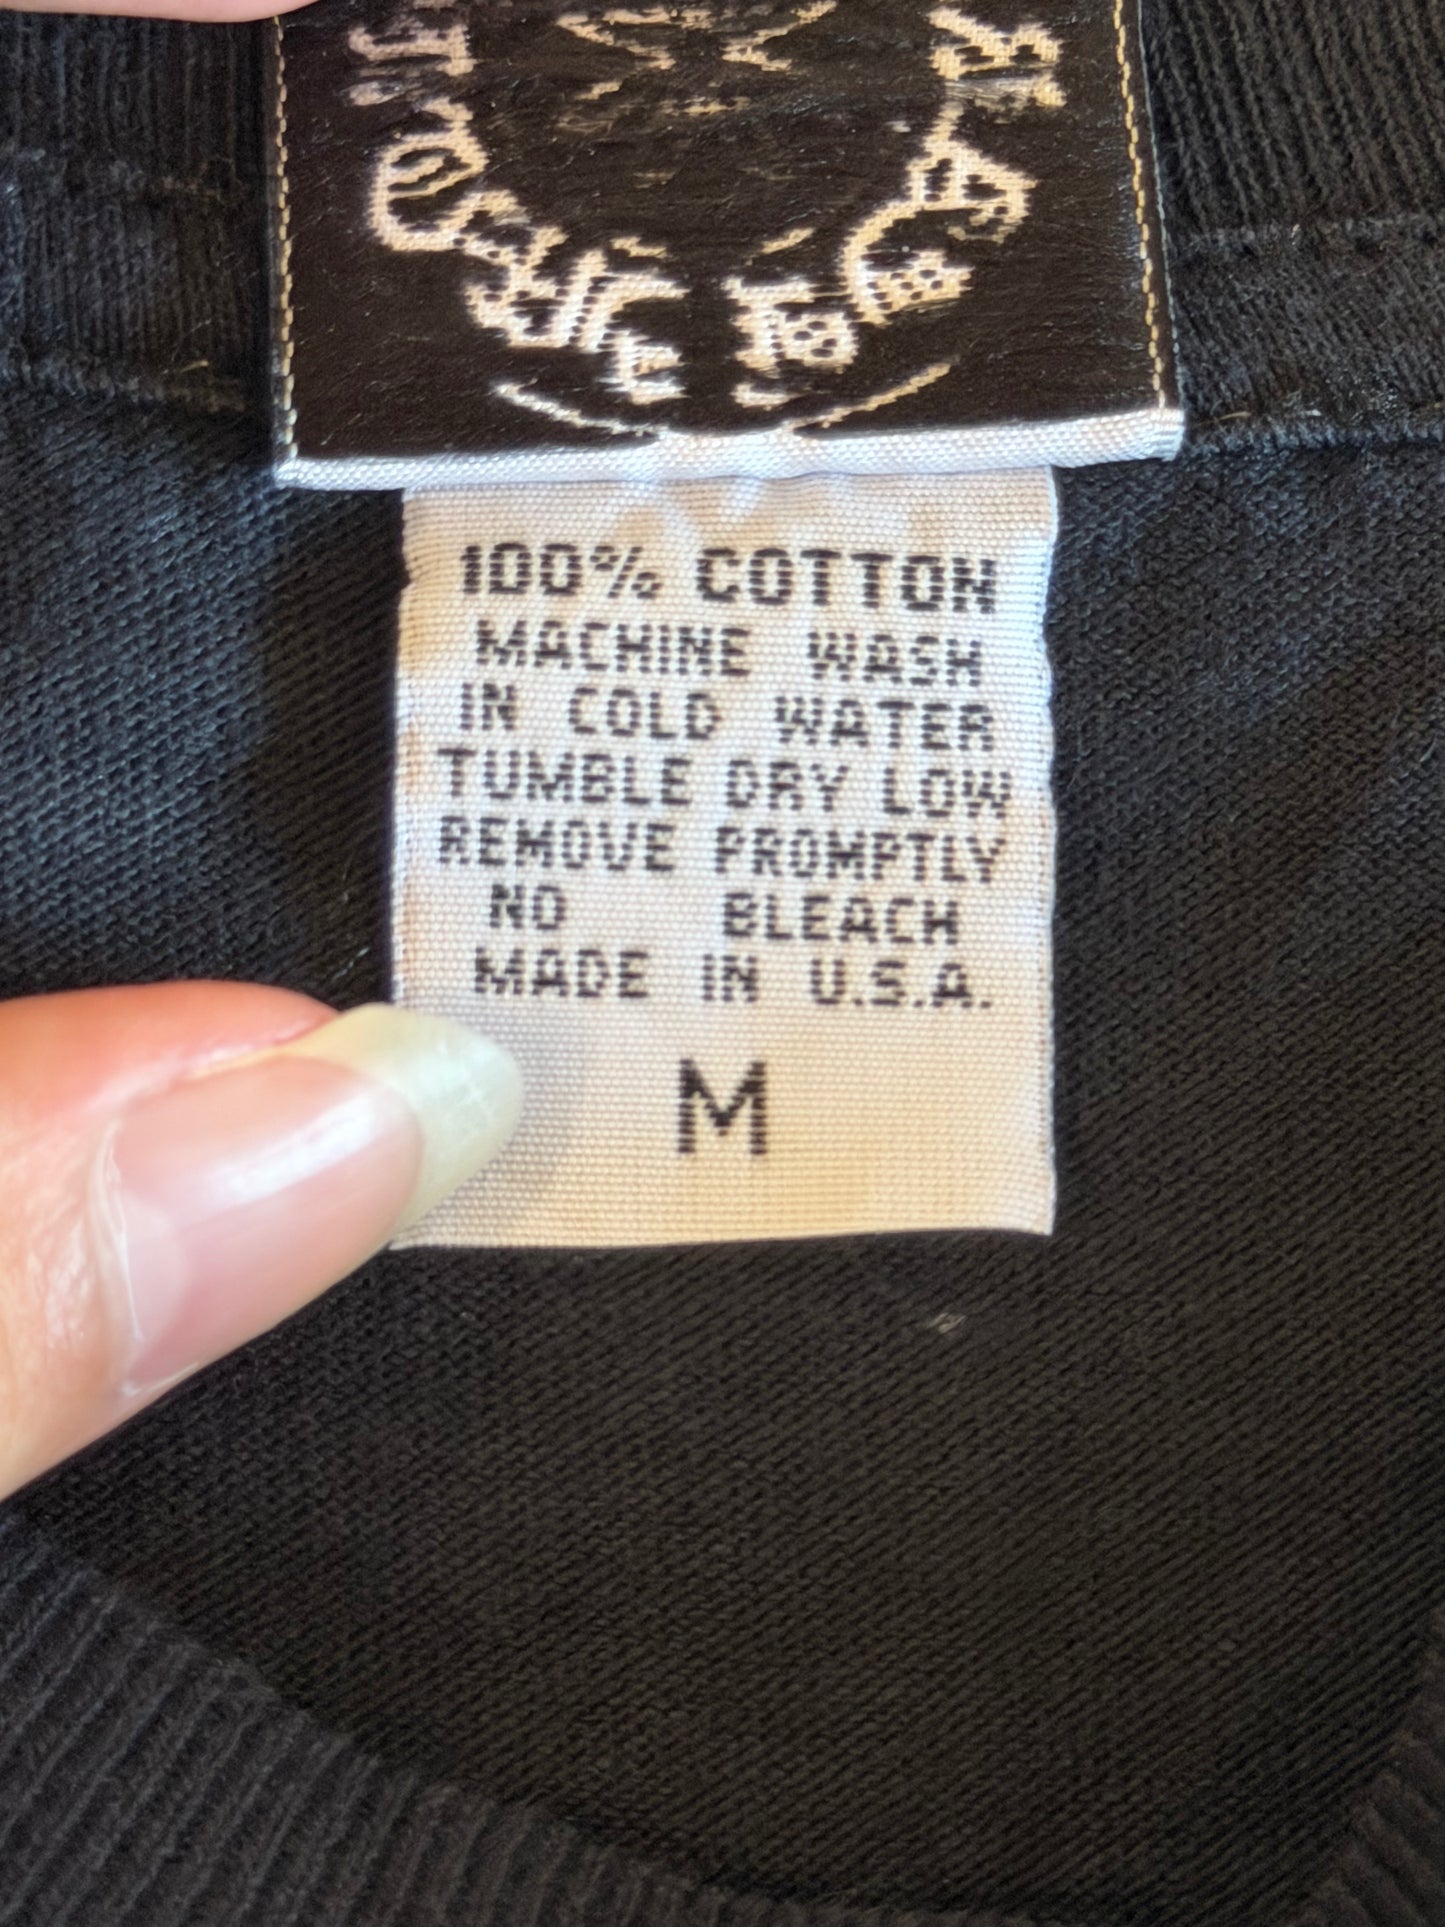 100% COTTON
MACHINE WASH
IN COLD WATER
TUMBLE DRY LOW
REMOVE PROMPTLY
NO BLEACH
MADE IN U.S.A.
M